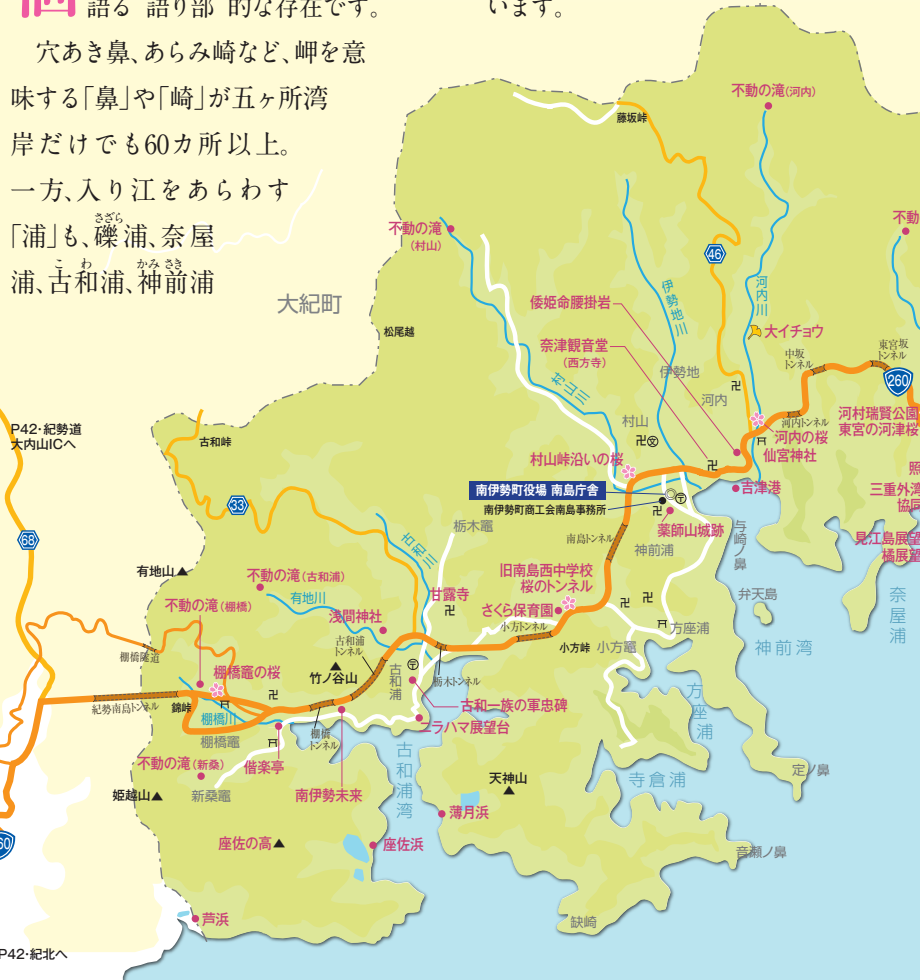 個
語る“語り部”的な存在です。
穴あき鼻、あらみ崎など、岬を意
味する「鼻」や「崎」が五ヶ所湾
岸だけでも60カ所以上。
一方、入り江をあらわす
「浦」も、礫浦、奈屋
さざら
浦、古和浦、神前浦
こわ
かみさき
います。
大紀町
松尾越
藤坂峠
不動の滝(河内)
不動の滝
(村山)
不動
46
河内川
伊勢地川
倭姫命腰掛岩
奈津観音堂
(西方寺)
大イチョウ
中坂
トンネル
東宮坂
トンネル
260
伊勢地
河内
村山川
村山
河内トンネル
河村瑞賢公園
東宮の河津桜
河内の桜
仙宮神社
村山峠沿いの桜
南伊勢町役場 南島庁舎
南伊勢町商工会南島事務所
薬師山城跡
吉津港
照
三重外湾
協同
見江島展望
橘展望
P42・紀勢道
大内山ICへ
古和峠
33
68
栃木竈
南島トンネル
神前浦
与崎ノ鼻
古和川
有地山
不動の滝(古和浦)
有地川
甘露寺
旧南島西中学校
桜のトンネル
さくら保育園
弁天島
奈屋浦
不動の滝(棚橋)
浅間神社
古和浦
トンネル
小方トンネル
方座浦
神前湾
棚橋隧道
棚橋竈の桜
竹ノ谷山
古和浦
栃木トンネル
小方峠
小方竈
紀勢南島トンネル
錦峠
棚橋川
棚橋竈
棚橋
トンネル
古和一族の軍忠碑
ニラハマ展望台
方座浦
不動の滝(新桑)
偕楽亭
古和浦湾
天神山
寺倉浦
定ノ鼻
姫越山
新桑竈
南伊勢未来
薄月浜
座佐の高
座佐浜
音瀬ノ鼻
60
芦浜
缺崎
P42・紀北へ